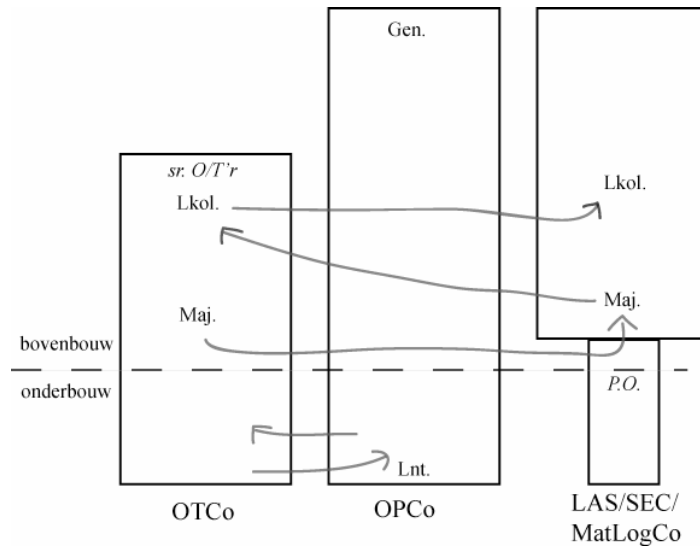 Gen.
sr. O/T'r
Lkol.
Lkol.
Maj.
Maj.
bovenbouw
onderbouw
P.O.
Lnt.
OTCo
OPCo
LAS/SEC/
MatLogCo